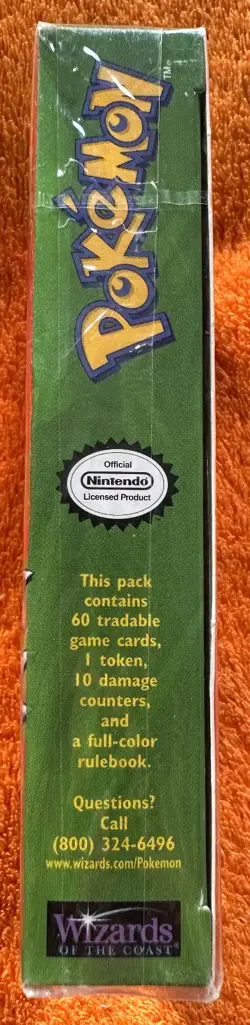 POKéMON™
Official
Nintendo®
Licensed Product
This pack
contains
60 tradable
game cards,
1 token,
10 damage
counters,
and
a full-color
rulebook.
Questions?
Call
(800) 324-6496
www.wizards.com/Pokemon
Wizards
OF THE COAST®